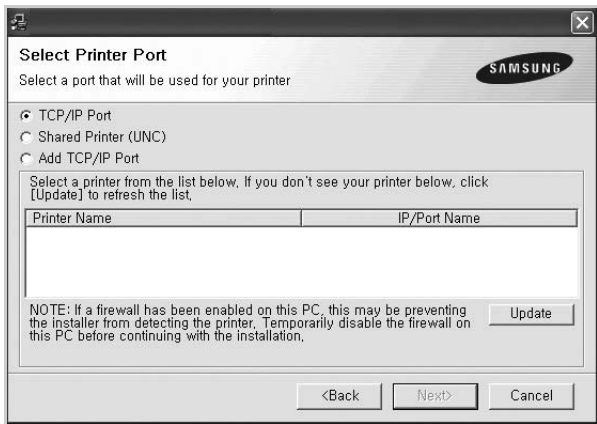 Select Printer Port
Select a port that will be used for your printer
SAMSUNG
TCP/IP Port
Shared Printer (UNC)
Add TCP/IP Port
Select a printer from the list below, If you don't see your printer below, click
[Update] to refresh the list,
Printer Name IP/Port Name
NOTE: If a firewall has been enabled on this PC, this may be preventing
the installer from detecting the printer, Temporarily disable the firewall on
this PC before continuing with the installation,
Update
<Back Next> Cancel